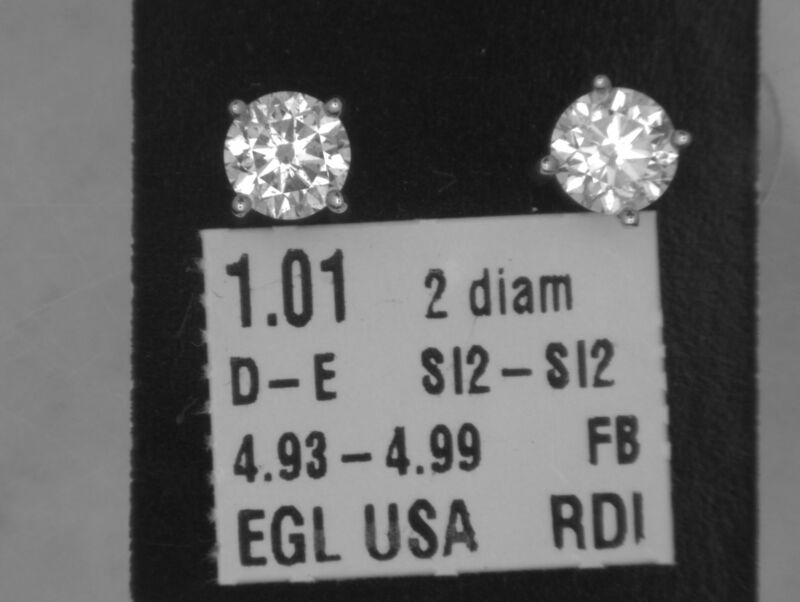 1.01 2 diam
D-E SI2-SI2
4.93-4.99 FB
EGL USA RDI